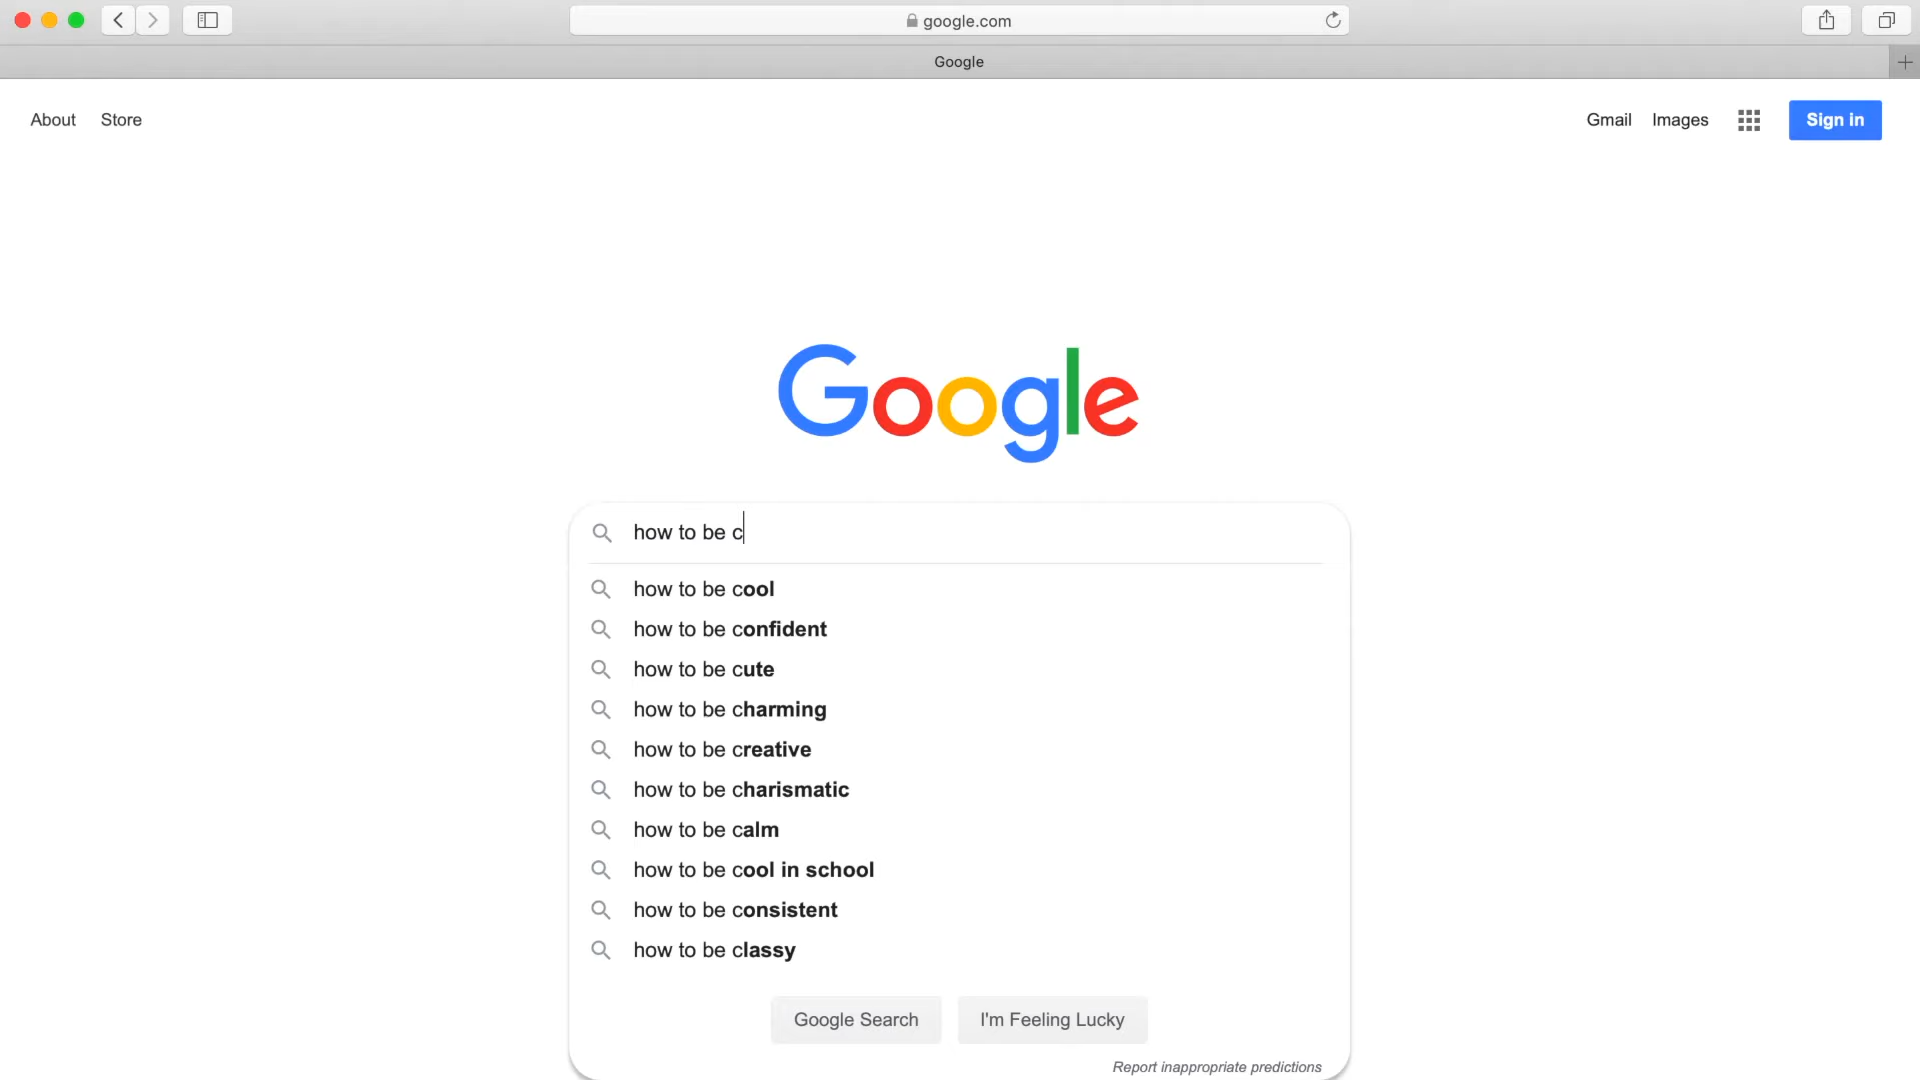 google.com
Google
About Store Gmail Images Sign in
Google
how to be c
how to be cool
how to be confident
how to be cute
how to be charming
how to be creative
how to be charismatic
how to be calm
how to be cool in school
how to be consistent
how to be classy
Google Search I'm Feeling Lucky
Report inappropriate predictions